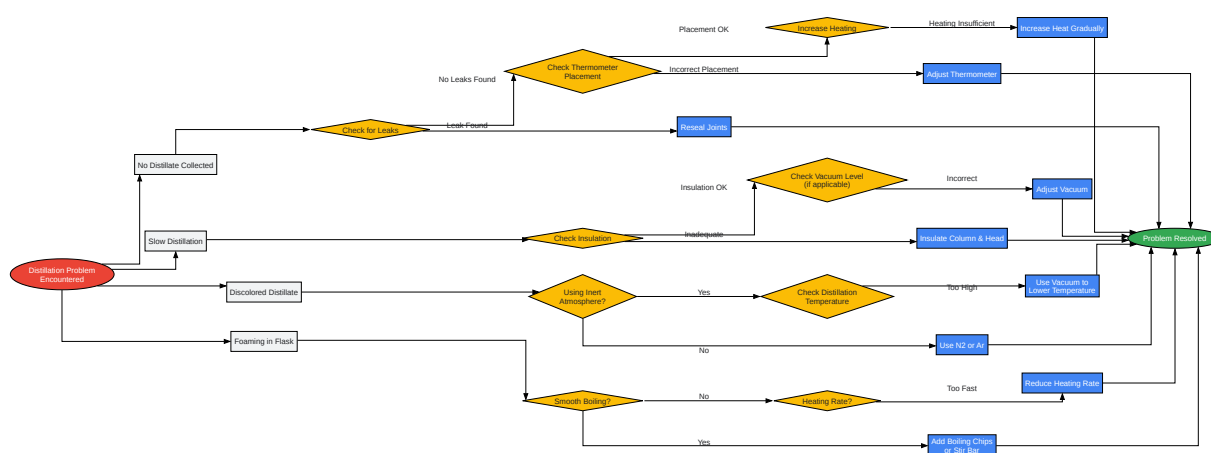 Placement OK
Increase Heating
Heating Insufficient
Increase Heat Gradually
No Leaks Found
Check Thermometer
Placement
Incorrect Placement
Adjust Thermometer
Check for Leaks
Leak Found
Reseal Joints
No Distillate Collected
Insulation OK
Check Vacuum Level
(if applicable)
Incorrect
Adjust Vacuum
Slow Distillation
Check Insulation
Inadequate
Insulate Column & Head
Problem Resolved
Distillation Problem
Encountered
Discolored Distillate
Using Inert
Atmosphere?
Yes
Check Distillation
Temperature
Too High
Use Vacuum to
Lower Temperature
Foaming in Flask
No
Use N2 or Ar
Smooth Boiling?
No
Heating Rate?
Too Fast
Reduce Heating Rate
Yes
Add Boiling Chips
or Stir Bar